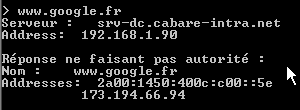 > www.google.fr
Serveur :   srv-dc.cabare-intra.net
Address:  192.168.1.90
Réponse ne faisant pas autorité :
Nom :    www.google.fr
Addresses:  2a00:1450:400c:c00::5e
173.194.66.94